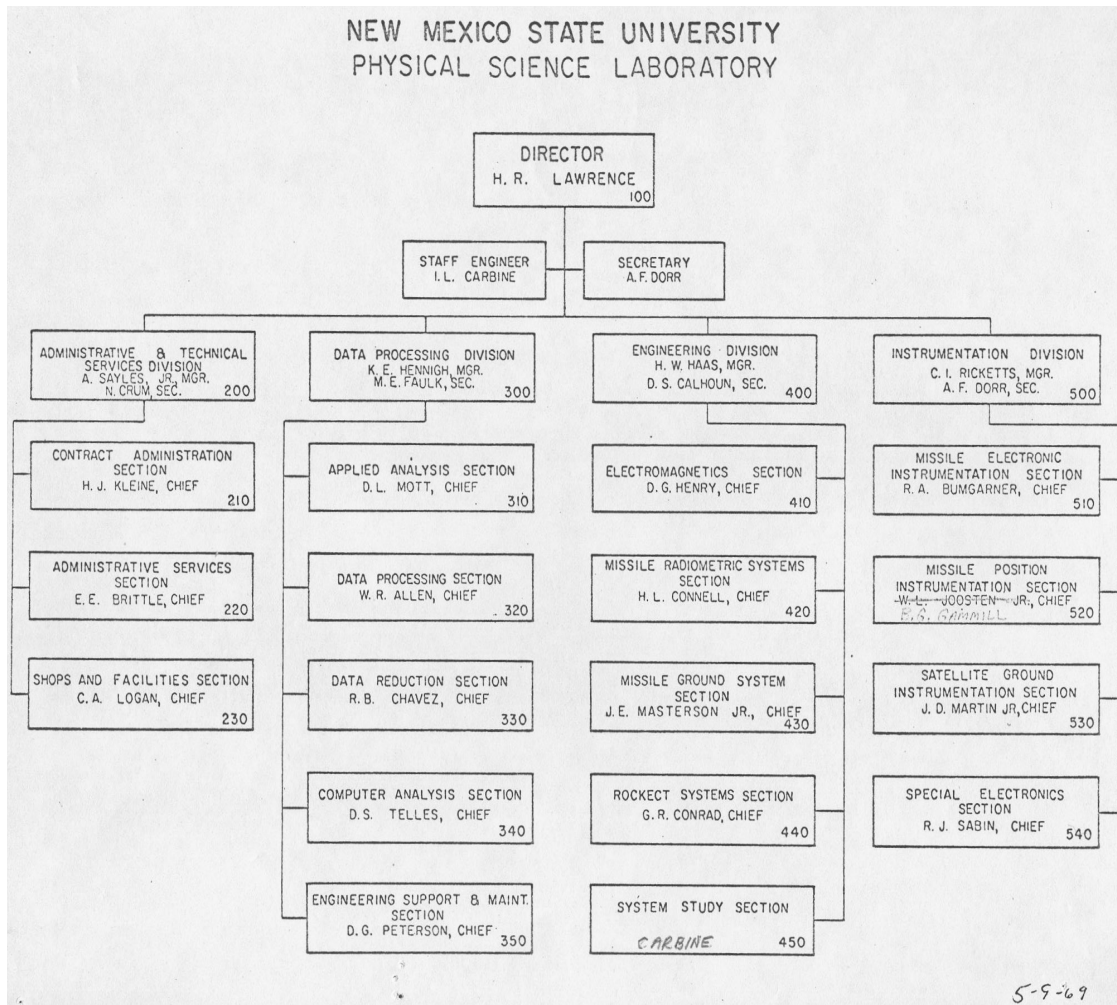 NEW MEXICO STATE UNIVERSITY
PHYSICAL SCIENCE LABORATORY
DIRECTOR
H. R. LAWRENCE
100
STAFF ENGINEER
I.L. CARBINE
SECRETARY
A.F. DORR
ADMINISTRATIVE & TECHNICAL
SERVICES DIVISION
A. SAYLES, JR., MGR.
N. CRUM, SEC.
200
DATA PROCESSING DIVISION
K. E. HENNIGH, MGR.
M. E. FAULK, SEC.
300
ENGINEERING DIVISION
H. W. HAAS, MGR.
D. S. CALHOUN, SEC.
400
INSTRUMENTATION DIVISION
C. I. RICKETTS, MGR.
A. F. DORR, SEC.
500
CONTRACT ADMINISTRATION
SECTION
H. J. KLEINE, CHIEF
210
ADMINISTRATIVE SERVICES
SECTION
E. E. BRITTLE, CHIEF
220
SHOPS AND FACILITIES SECTION
C. A. LOGAN, CHIEF
230
APPLIED ANALYSIS SECTION
D. L. MOTT, CHIEF
310
DATA PROCESSING SECTION
W. R. ALLEN, CHIEF
320
DATA REDUCTION SECTION
R. B. CHAVEZ, CHIEF
330
COMPUTER ANALYSIS SECTION
D. S. TELLES, CHIEF
340
ENGINEERING SUPPORT & MAINT.
SECTION
D. G. PETERSON, CHIEF
350
ELECTROMAGNETICS SECTION
D. G. HENRY, CHIEF
410
MISSILE RADIOMETRIC SYSTEMS
SECTION
H. L. CONNELL, CHIEF
420
MISSILE GROUND SYSTEM
SECTION
J. E. MASTERSON JR., CHIEF
430
ROCKECT SYSTEMS SECTION
G. R. CONRAD, CHIEF
440
SYSTEM STUDY SECTION
CARBINE
450
MISSILE ELECTRONIC
INSTRUMENTATION SECTION
R. A. BUMGARNER, CHIEF
510
MISSILE POSITION
INSTRUMENTATION SECTION
W. L. JOOSTEN JR., CHIEF
B.G. GAMMILL
520
SATELLITE GROUND
INSTRUMENTATION SECTION
J. D. MARTIN JR, CHIEF
530
SPECIAL ELECTRONICS
SECTION
R. J. SABIN, CHIEF
540
5-9-69